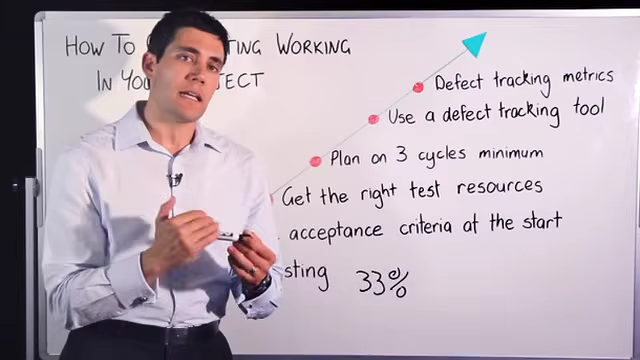 HOW TO TING WORKING
IN YOU ECT
Defect tracking metrics
Use a defect tracking tool
Plan on 3 cycles minimum
Get the right test resources
acceptance criteria at the start
sting 33%